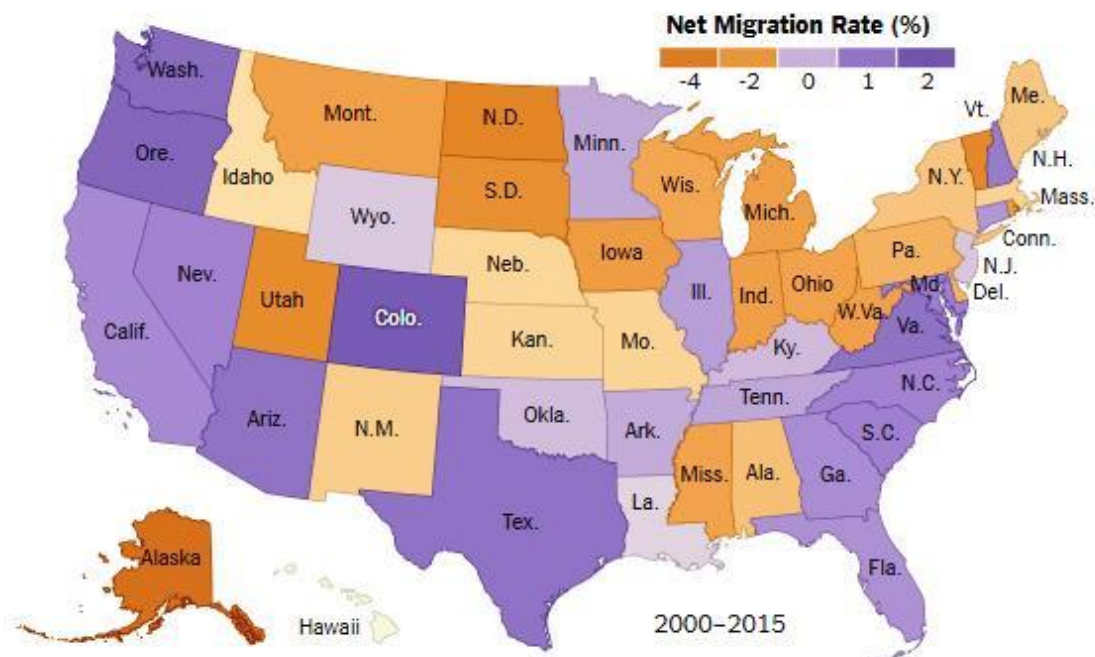 Net Migration Rate (%)
-4 -2 0 1 2
Wash.
Mont.
N.D.
Minn.
Vt.
Me.
Ore.
Idaho
S.D.
Wis.
Mich.
N.Y.
N.H.
Wyo.
Mass.
Iowa
Conn.
Neb.
Pa.
N.J.
Nev.
Utah
Colo.
Ill.
Ind.
Ohio
Md.
Del.
Calif.
Kan.
Mo.
W.Va.
Va.
Ky.
N.C.
Ariz.
N.M.
Okla.
Ark.
Tenn.
S.C.
Miss.
Ala.
Ga.
Tex.
La.
Fla.
Alaska
Hawaii
2000–2015